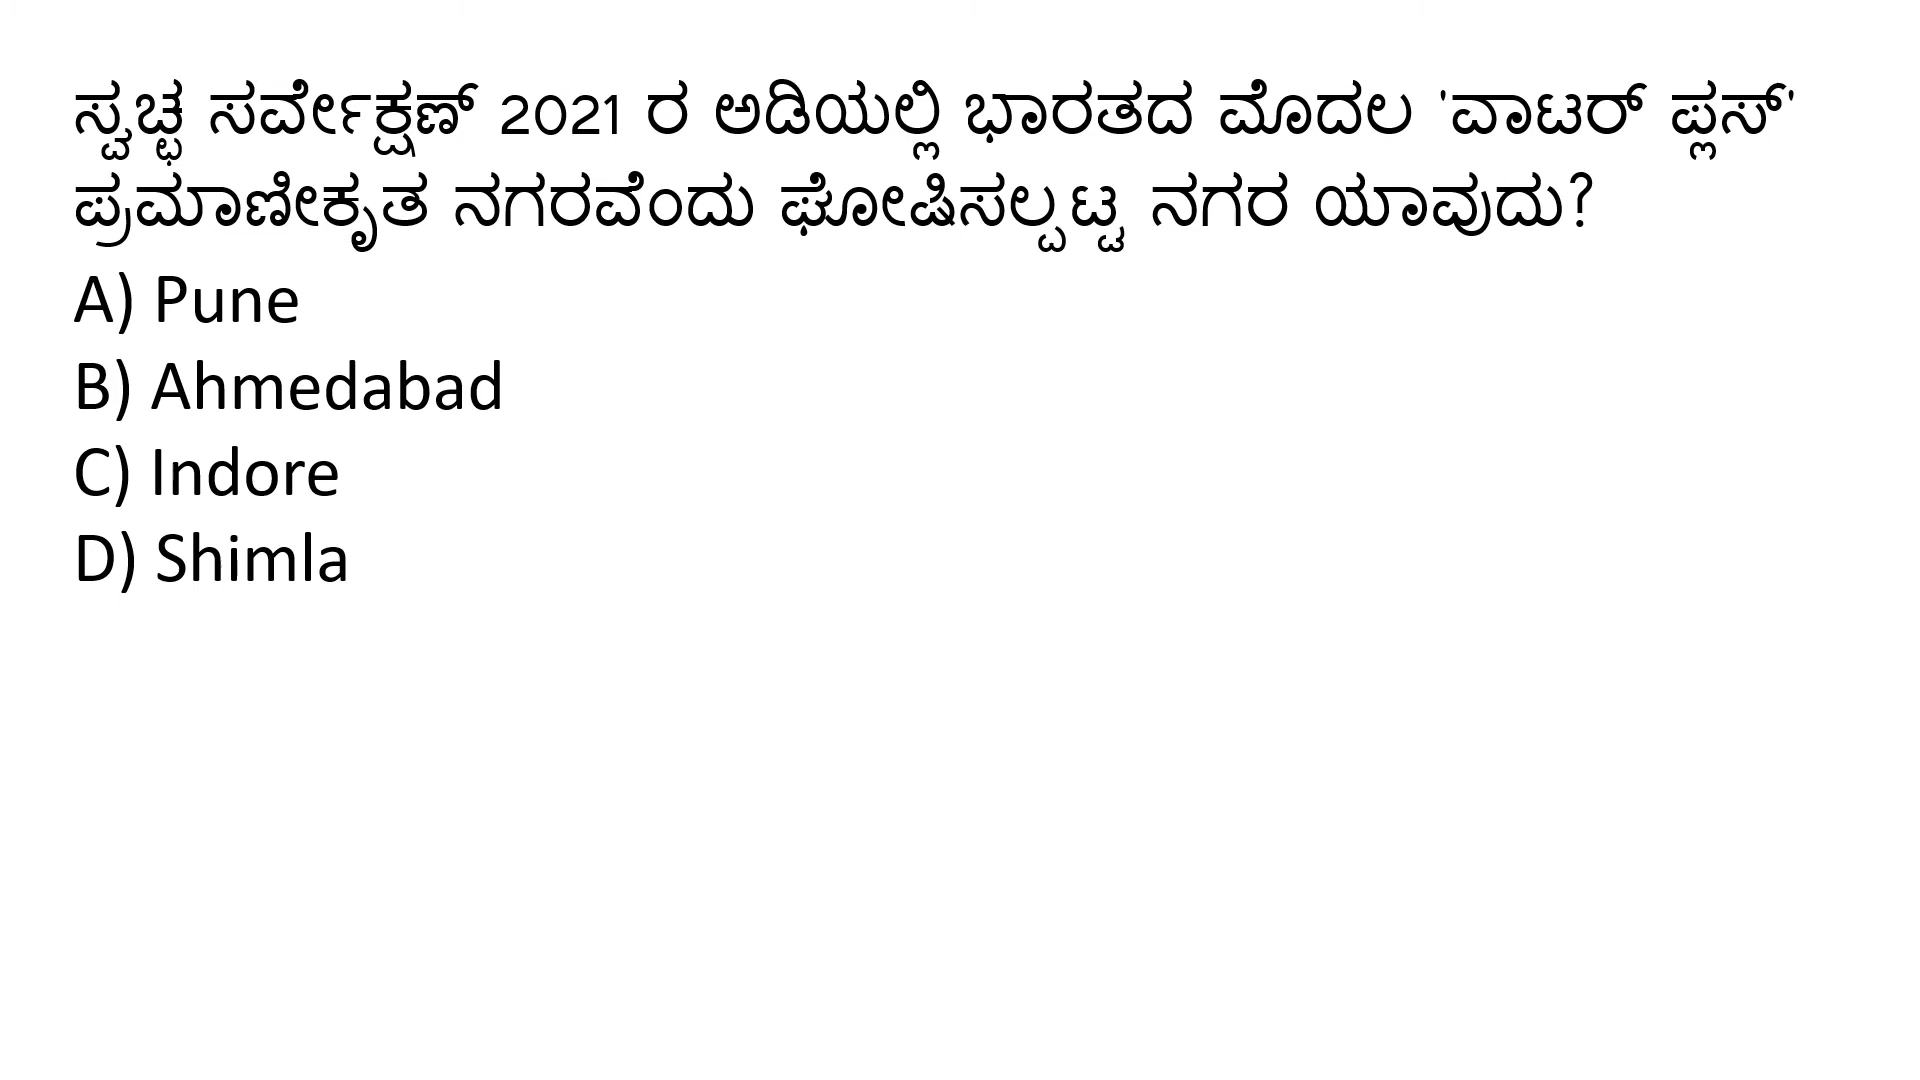 ಸ್ವಚ್ಛ ಸರ್ವೇಕ್ಷಣ್ 2021 ರ ಅಡಿಯಲ್ಲಿ ಭಾರತದ ಮೊದಲ 'ವಾಟರ್ ಪ್ಲಸ್'
ಪ್ರಮಾಣೀಕೃತ ನಗರವೆಂದು ಘೋಷಿಸಲ್ಪಟ್ಟ ನಗರ ಯಾವುದು?
A) Pune
B) Ahmedabad
C) Indore
D) Shimla